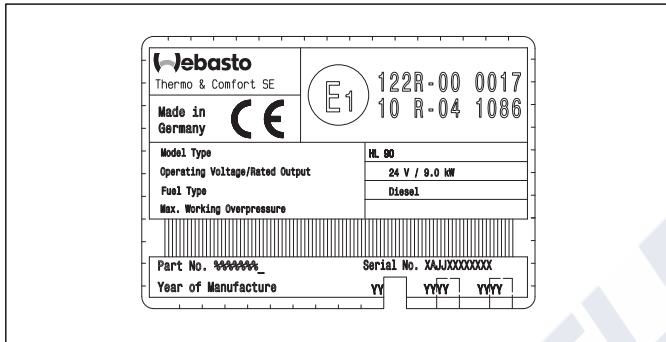 Webasto
Thermo & Comfort SE
Made in
Germany
CE
E1
122R-00 0017
10 R-04 1086
Model Type HL 90
Operating Voltage/Rated Output 24 V / 9.0 kW
Fuel Type Diesel
Max. Working Overpressure
Part No. %%%%%%%_ Serial No. XAJJXXXXXXXX
Year of Manufacture YY YYYY YYYY